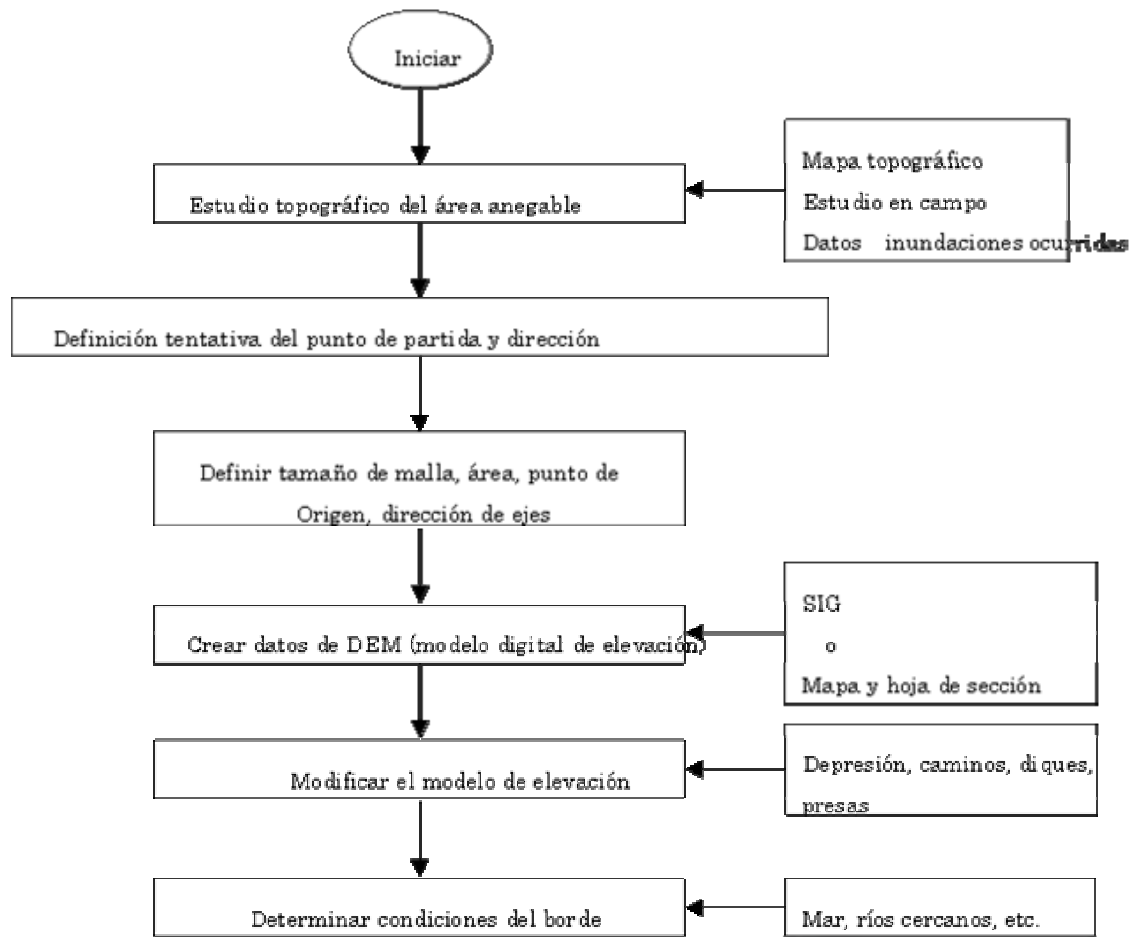 Iniciar
Mapa topográfico
Estudio en campo
Datos inundaciones ocurridas
Estudio topográfico del área anegable
Definición tentativa del punto de partida y dirección
Definir tamaño de malla, área, punto de
Origen, dirección de ejes
SIG
o
Mapa y hoja de sección
Crear datos de DEM (modelo digital de elevación)
Depresión, caminos, diques,
presas
Modificar el modelo de elevación
Determinar condiciones del borde
Mar, ríos cercanos, etc.